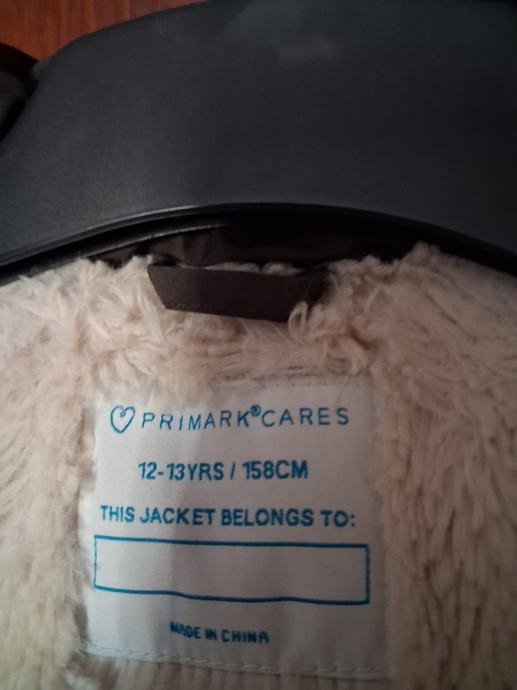 PRIMARK®CARES
12-13YRS / 158CM
THIS JACKET BELONGS TO:
MADE IN CHINA